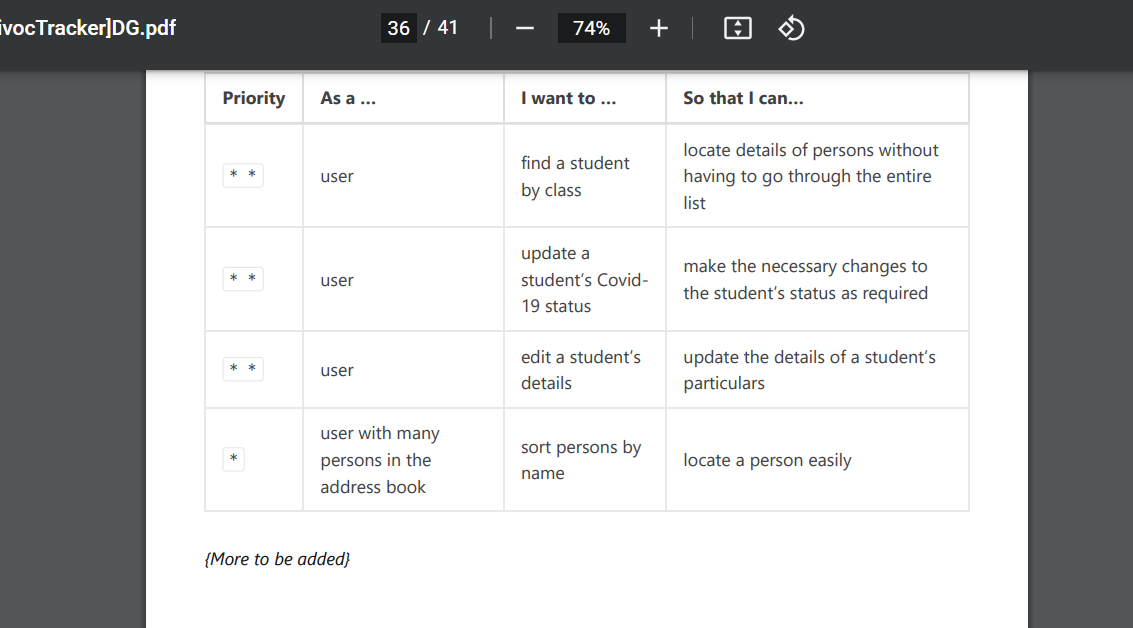 ivocTracker]DG.pdf
36 / 41
74%
Priority
As a ...
I want to ...
So that I can...
* *
user
find a student
by class
locate details of persons without
having to go through the entire
list
* *
user
update a
student's Covid-
19 status
make the necessary changes to
the student's status as required
* *
user
edit a student's
details
update the details of a student's
particulars
*
user with many
persons in the
address book
sort persons by
name
locate a person easily
{More to be added}